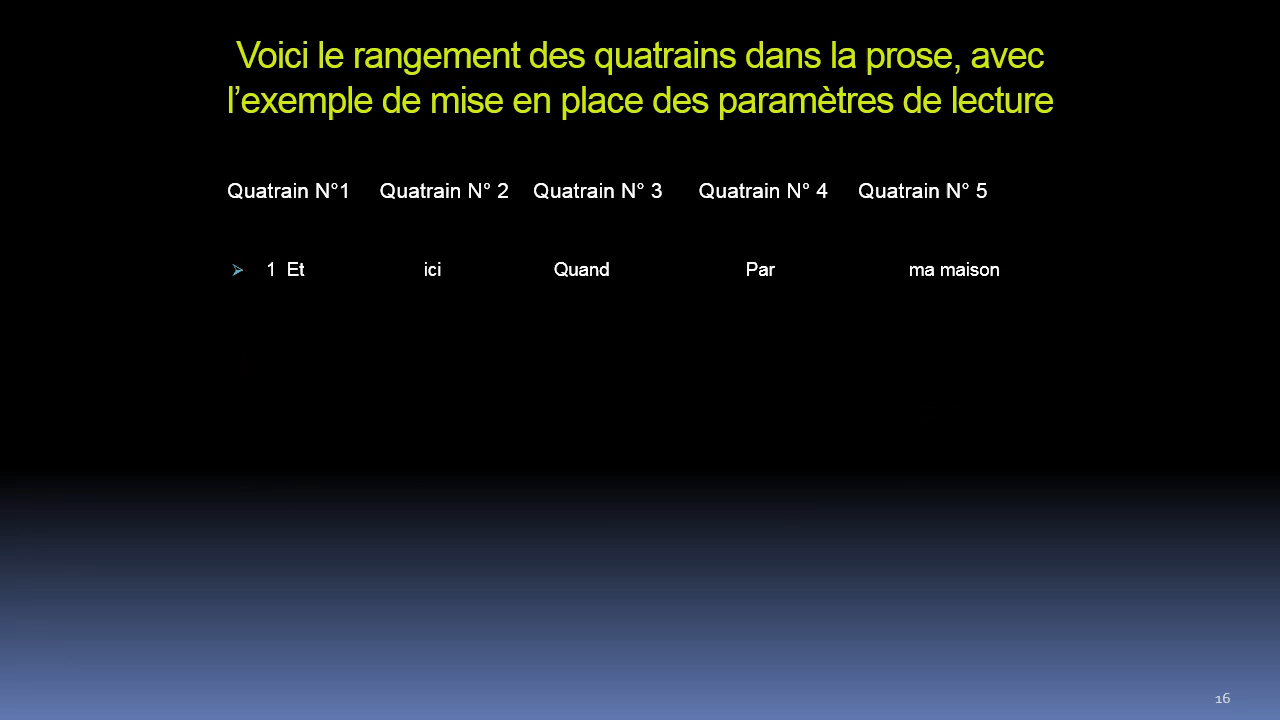 Voici le rangement des quatrains dans la prose, avec
l’exemple de mise en place des paramètres de lecture
Quatrain N°1 Quatrain N° 2 Quatrain N° 3 Quatrain N° 4 Quatrain N° 5
1 Et ici Quand Par ma maison
16